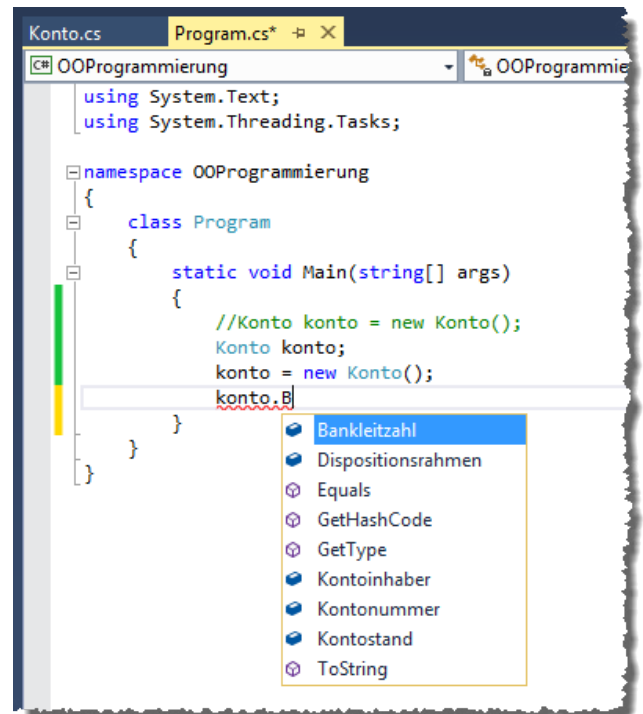 Konto.cs Program.cs*
C# OOProgrammierung OOProgrammie
using System.Text;
using System.Threading.Tasks;
namespace OOProgrammierung
{
class Program
{
static void Main(string[] args)
{
//Konto konto = new Konto();
Konto konto;
konto = new Konto();
konto.B
}
}
}
Bankleitzahl
Dispositionsrahmen
Equals
GetHashCode
GetType
Kontoinhaber
Kontonummer
Kontostand
ToString